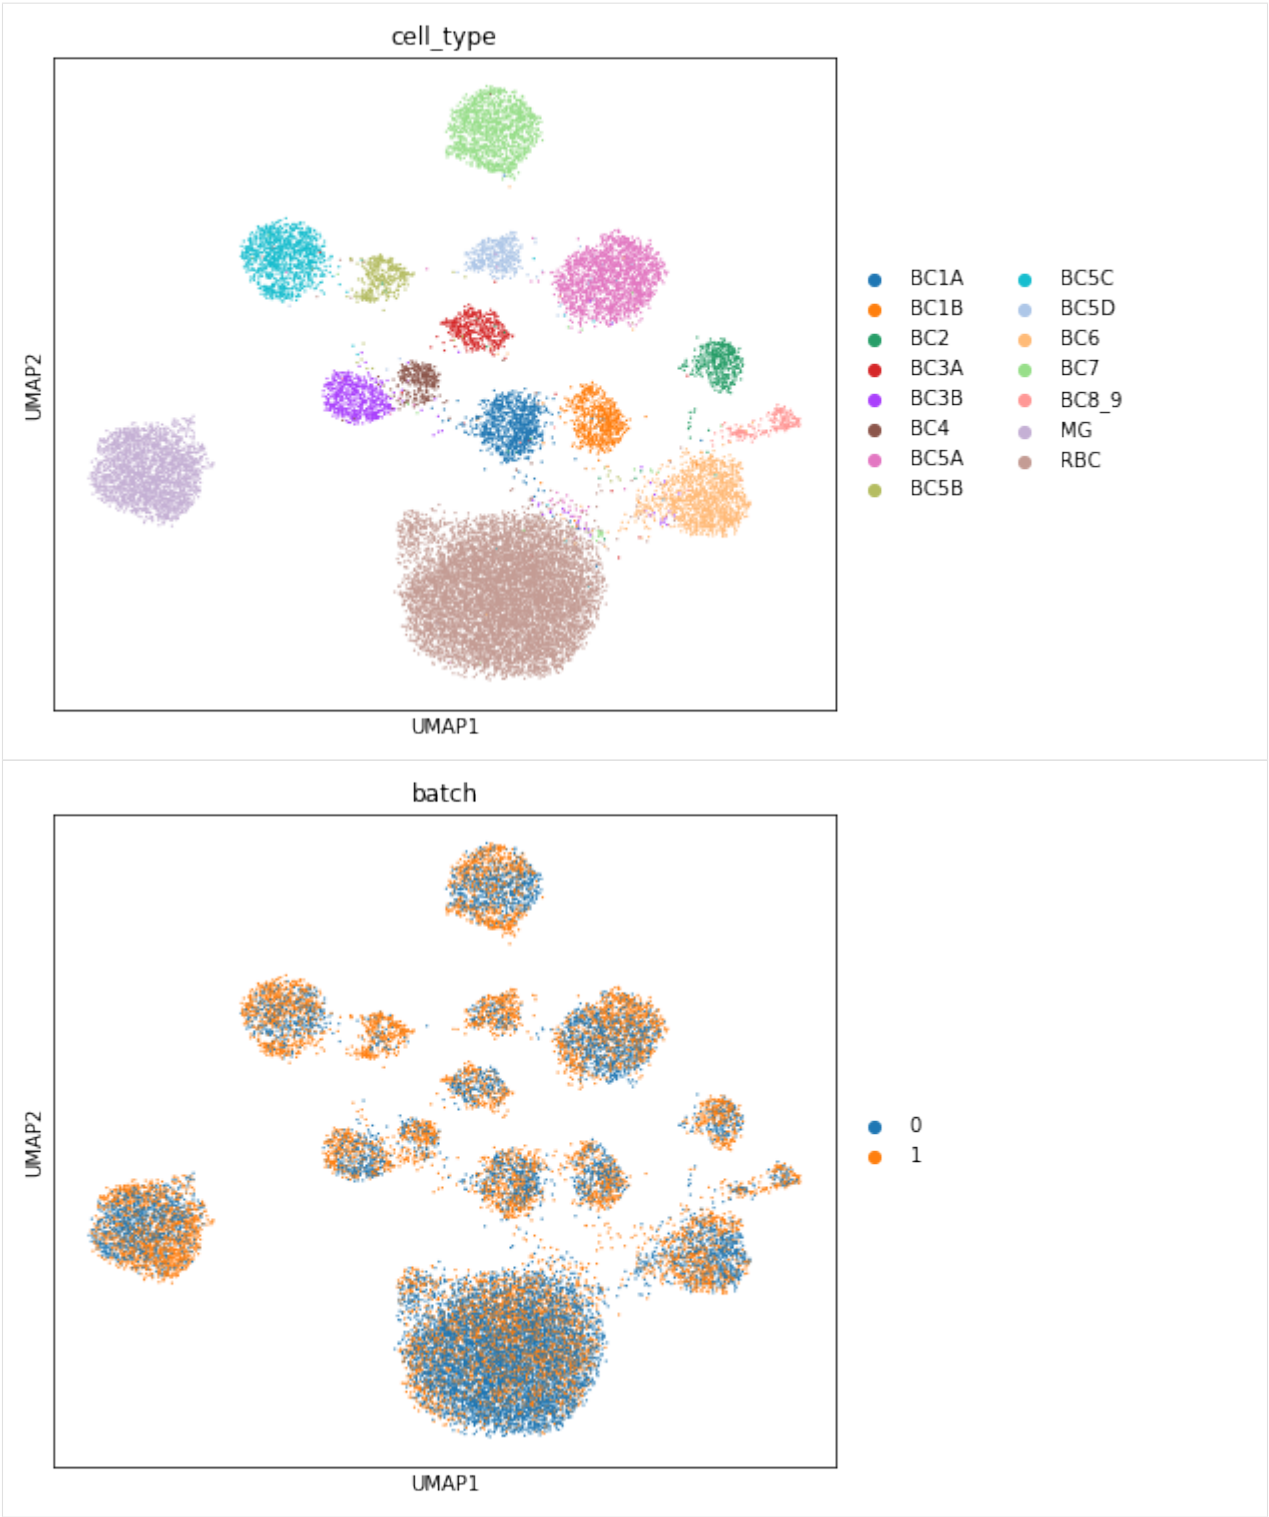 cell_type
UMAP2
UMAP1
BC1A
BC1B
BC2
BC3A
BC3B
BC4
BC5A
BC5B
BC5C
BC5D
BC6
BC7
BC8_9
MG
RBC
batch
UMAP2
UMAP1
0
1